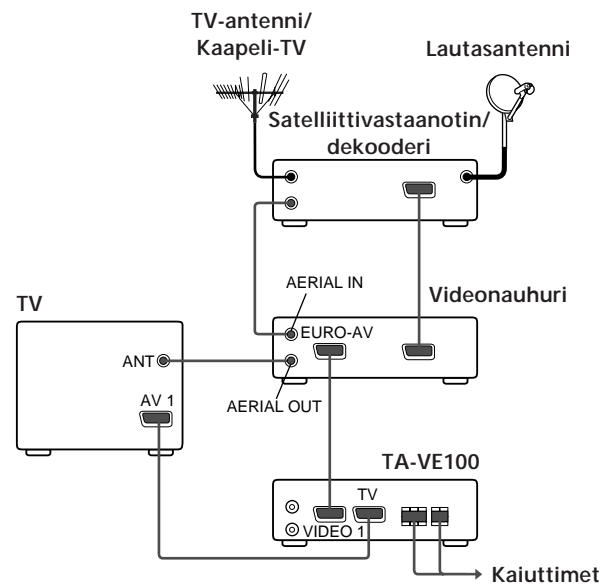 TV-antenni/
Kaapeli-TV
Lautasantenni
Satelliittivastaanotin/
dekooderi
AERIAL IN
Videonauhuri
TV
EURO-AV
ANT
AV 1
AERIAL OUT
TA-VE100
TV
VIDEO 1
Kaiuttimet